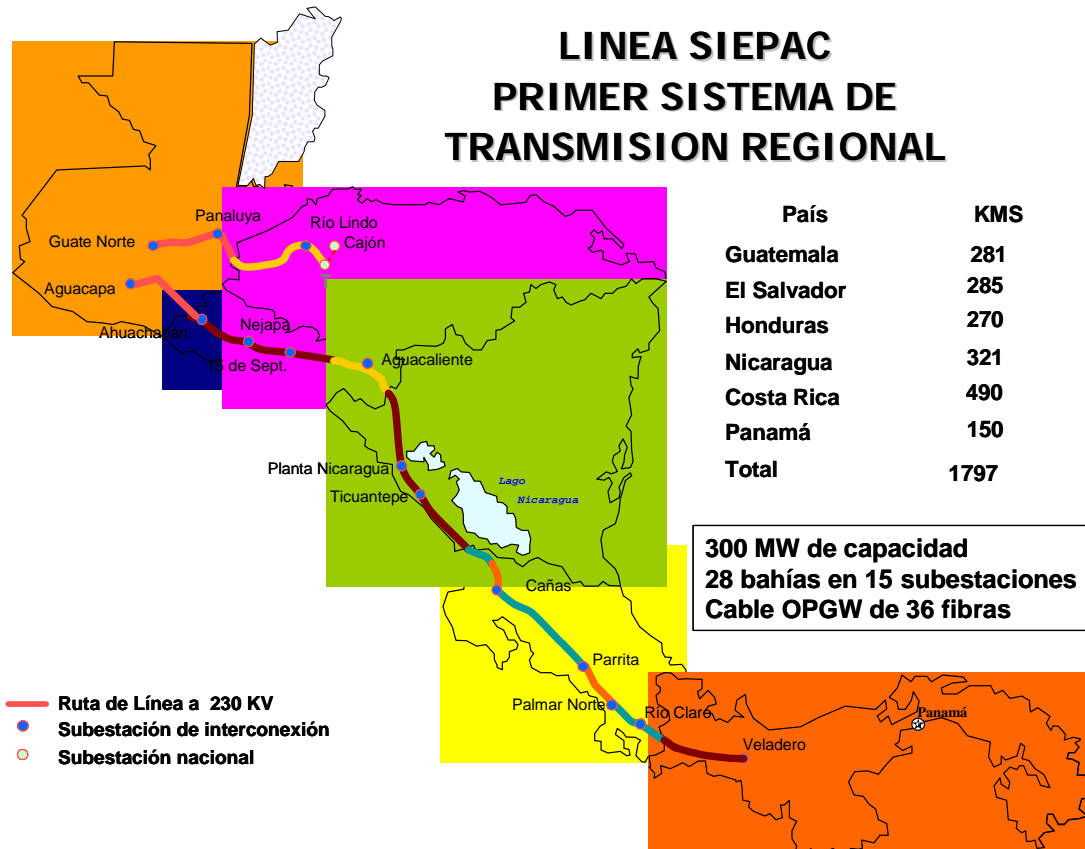 LINEA SIEPAC
PRIMER SISTEMA DE
TRANSMISION REGIONAL
País KMS
Guatemala 281
El Salvador 285
Honduras 270
Nicaragua 321
Costa Rica 490
Panamá 150
Total 1797
300 MW de capacidad
28 bahías en 15 subestaciones
Cable OPGW de 36 fibras
Panaluya
Río Lindo
Guate Norte
Cajón
Aguacapa
Ahuachapán
Nejapa
15 de Sept.
Aguacaliente
Planta Nicaragua
Ticuantepe
Lago
Nicaragua
Cañas
Parrita
Palmar Norte
Río Claro
Panamá
Veladero
Ruta de Línea a 230 KV
Subestación de interconexión
Subestación nacional